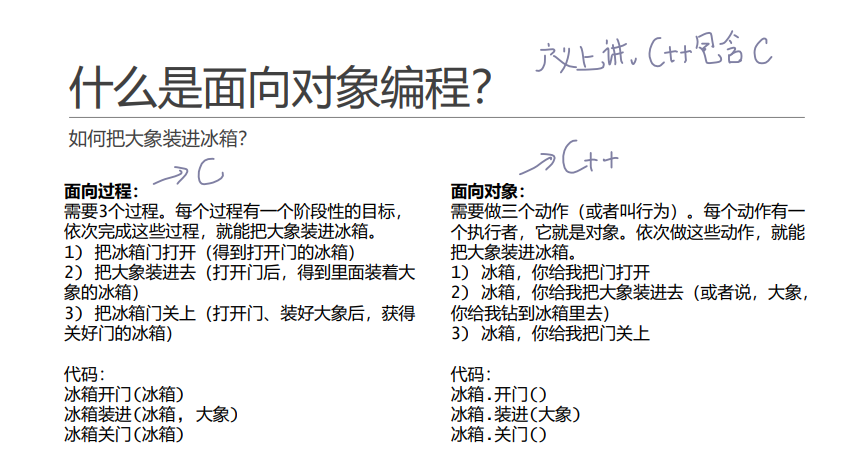 广义上讲、C++包含C
什么是面向对象编程？
如何把大象装进冰箱？
→C
面向过程：
需要3个过程。每个过程有一个阶段性的目标，
依次完成这些过程，就能把大象装进冰箱。
1） 把冰箱门打开（得到打开门的冰箱）
2） 把大象装进去（打开门后，得到里面装着大
象的冰箱）
3） 把冰箱门关上（打开门、装好大象后，获得
关好门的冰箱）
代码：
冰箱开门(冰箱)
冰箱装进(冰箱, 大象)
冰箱关门(冰箱)
→C++
面向对象：
需要做三个动作（或者叫行为）。每个动作有一
个执行者，它就是对象。依次做这些动作，就能
把大象装进冰箱。
1） 冰箱，你给我把门打开
2） 冰箱，你给我把大象装进去（或者说，大象，
你给我钻到冰箱里去）
3） 冰箱，你给我把门关上
代码：
冰箱.开门()
冰箱.装进(大象)
冰箱.关门()